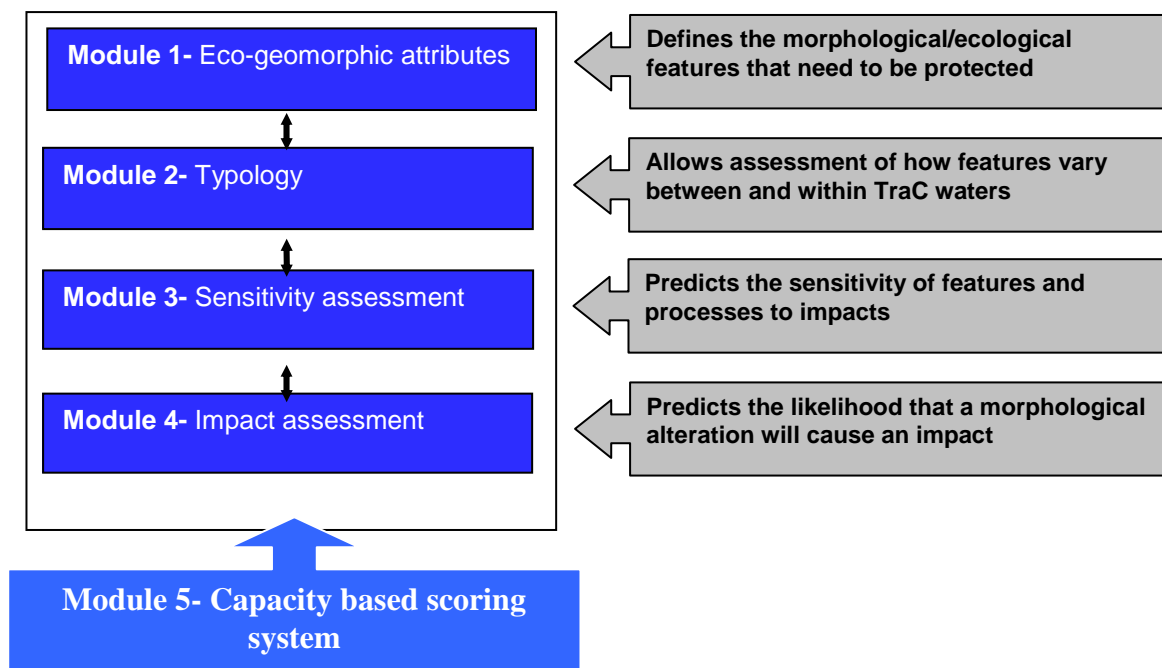 Module 1- Eco-geomorphic attributes
Defines the morphological/ecological
features that need to be protected
Module 2- Typology
Allows assessment of how features vary
between and within TraC waters
Module 3- Sensitivity assessment
Predicts the sensitivity of features and
processes to impacts
Module 4- Impact assessment
Predicts the likelihood that a morphological
alteration will cause an impact
Module 5- Capacity based scoring
system